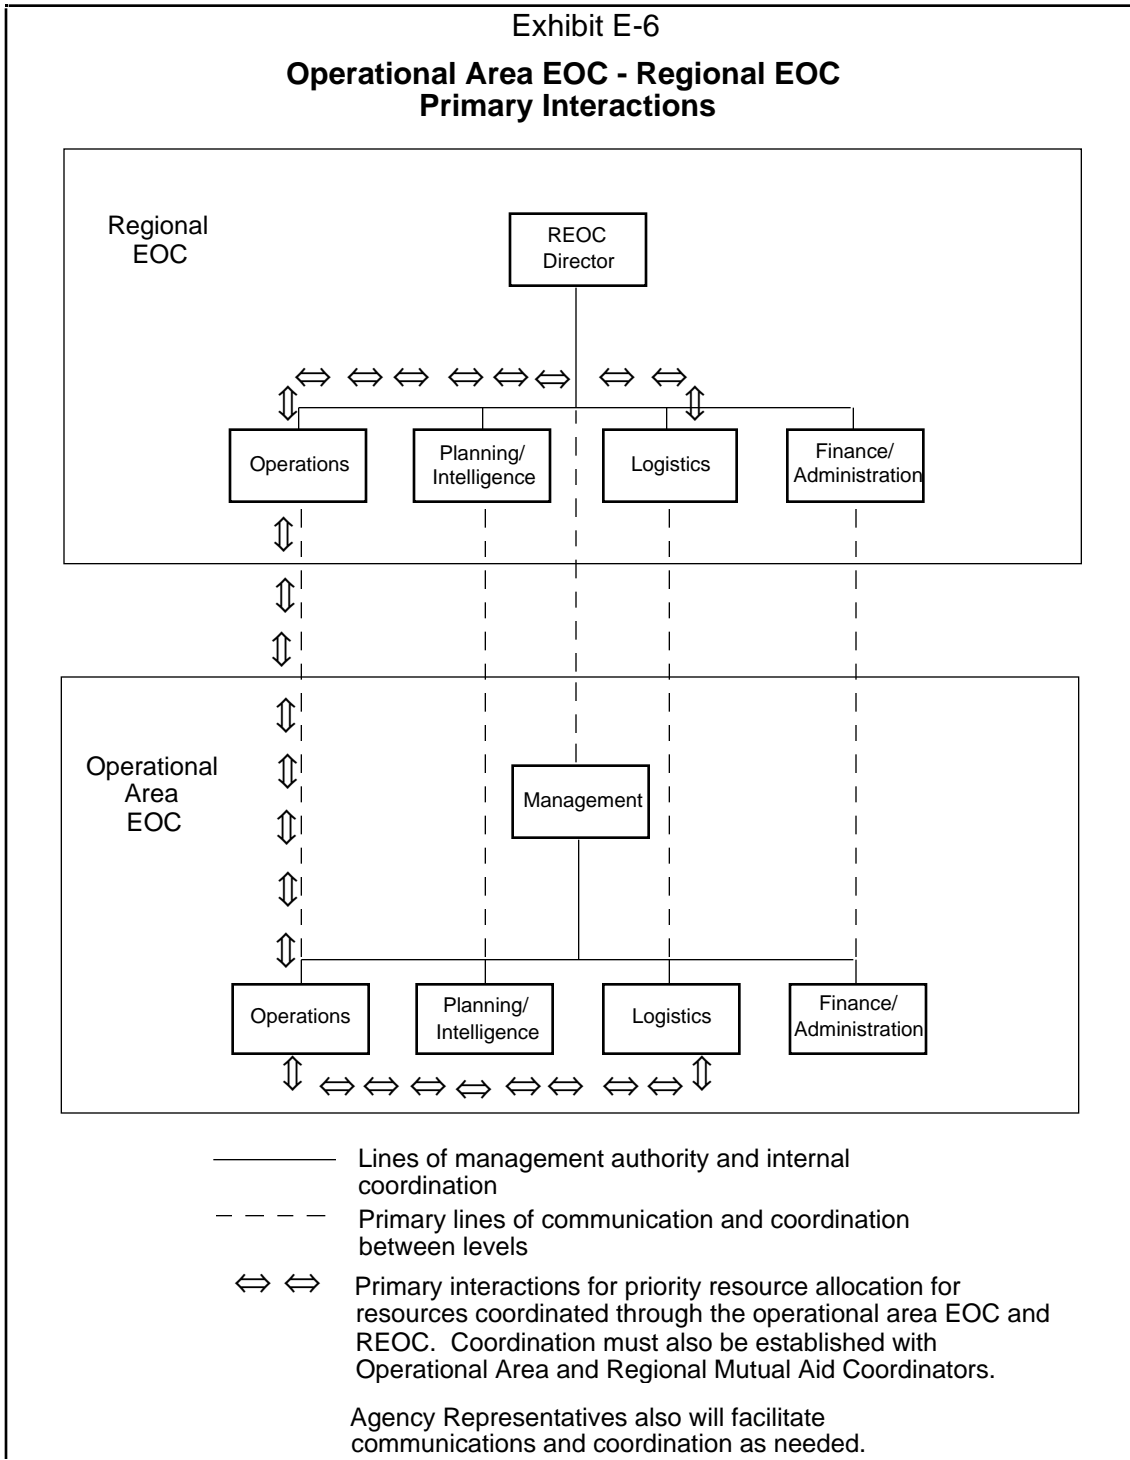 Exhibit E-6
Operational Area EOC - Regional EOC
Primary Interactions
Regional
EOC
REOC
Director
Operations
Planning/
Intelligence
Logistics
Finance/
Administration
Operational
Area
EOC
Management
Operations
Planning/
Intelligence
Logistics
Finance/
Administration
Lines of management authority and internal
coordination
Primary lines of communication and coordination
between levels
Primary interactions for priority resource allocation for
resources coordinated through the operational area EOC and
REOC.  Coordination must also be established with
Operational Area and Regional Mutual Aid Coordinators.
Agency Representatives also will facilitate
communications and coordination as needed.